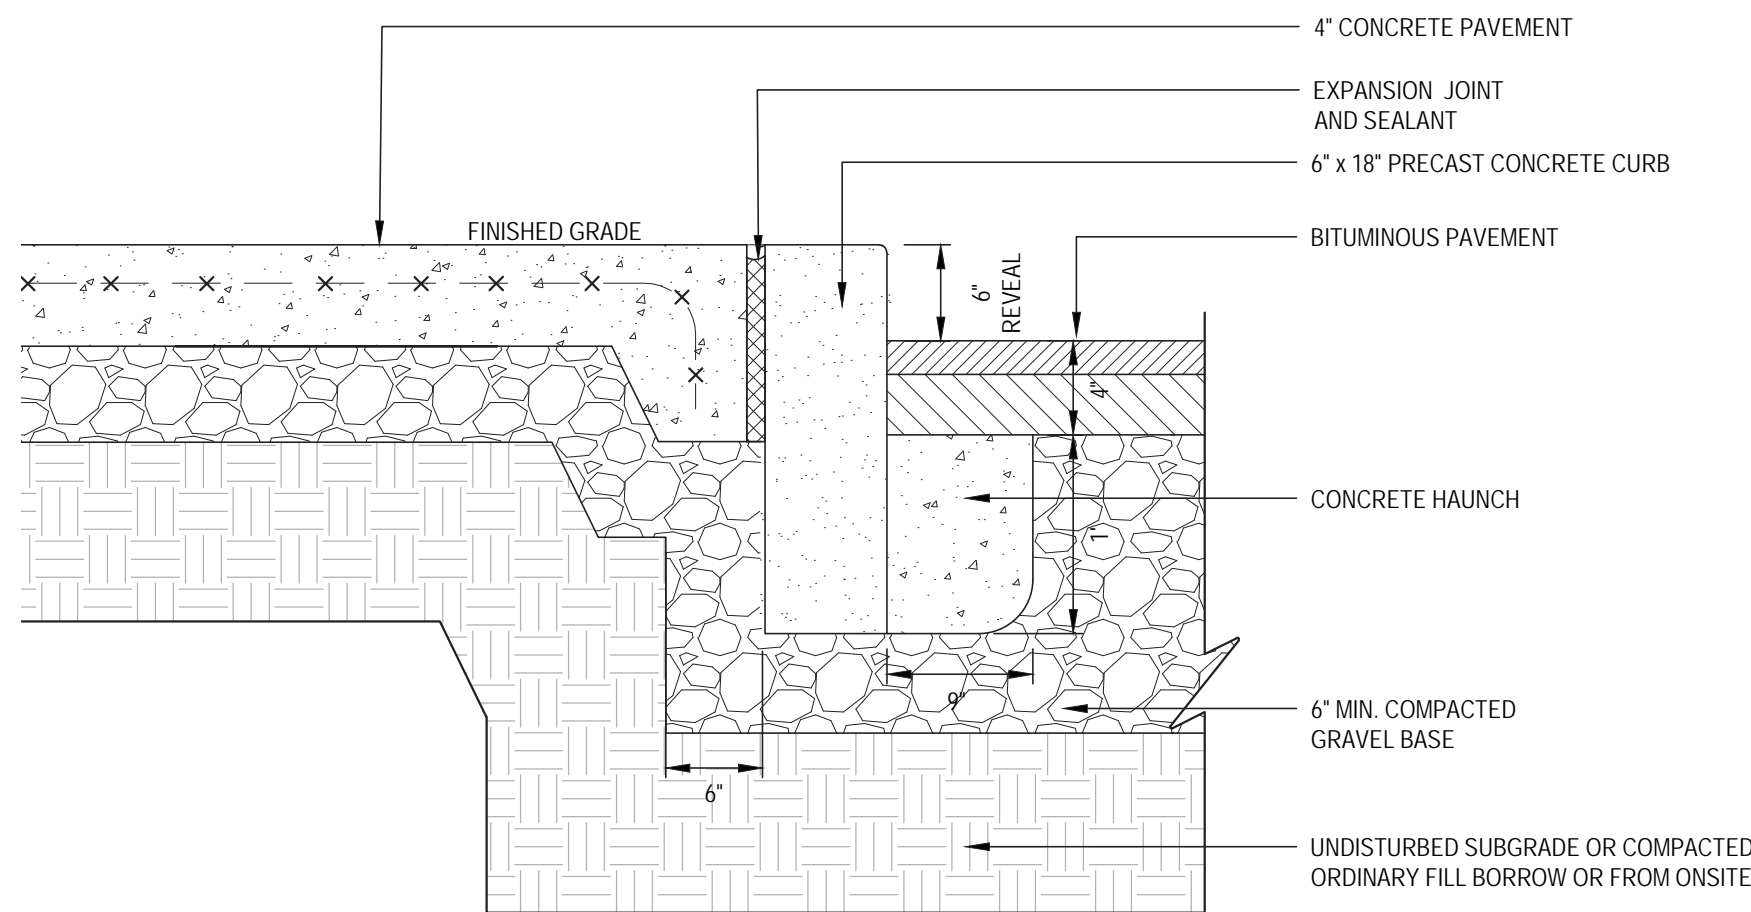 4" CONCRETE PAVEMENT
EXPANSION JOINT
AND SEALANT
6" x 18" PRECAST CONCRETE CURB
FINISHED GRADE
BITUMINOUS PAVEMENT
6"
REVEAL
4"
CONCRETE HAUNCH
1'
9"
6" MIN. COMPACTED
GRAVEL BASE
6"
UNDISTURBED SUBGRADE OR COMPACTED
ORDINARY FILL BORROW OR FROM ONSITE